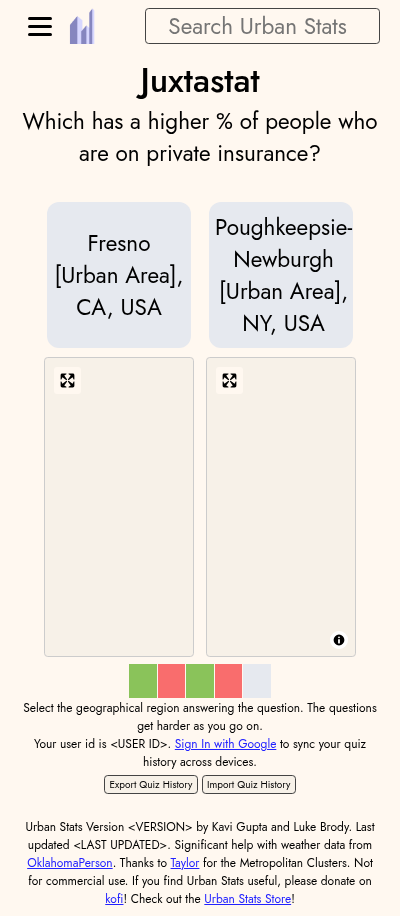 Search Urban Stats
Juxtastat
Which has a higher % of people who
are on private insurance?
Fresno
[Urban Area],
CA, USA
Poughkeepsie-
Newburgh
[Urban Area],
NY, USA
Select the geographical region answering the question. The questions
get harder as you go on.
Your user id is <USER ID>. Sign In with Google to sync your quiz
history across devices.
Export Quiz History Import Quiz History
Urban Stats Version <VERSION> by Kavi Gupta and Luke Brody. Last
updated <LAST UPDATED>. Significant help with weather data from
OklahomaPerson. Thanks to Taylor for the Metropolitan Clusters. Not
for commercial use. If you find Urban Stats useful, please donate on
kofi! Check out the Urban Stats Store!